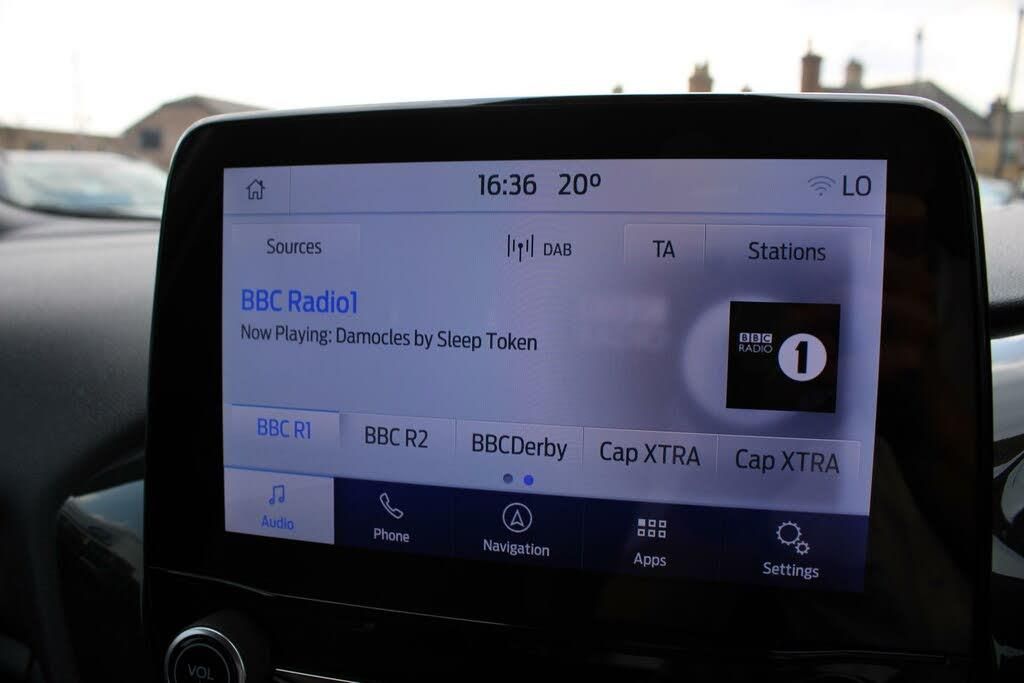 16:36 20º LO
Sources DAB TA Stations
BBC Radio1
Now Playing: Damocles by Sleep Token
BBC
RADIO 1
BBC R1 BBC R2 BBCDerby Cap XTRA Cap XTRA
Audio Phone Navigation Apps Settings
VOL